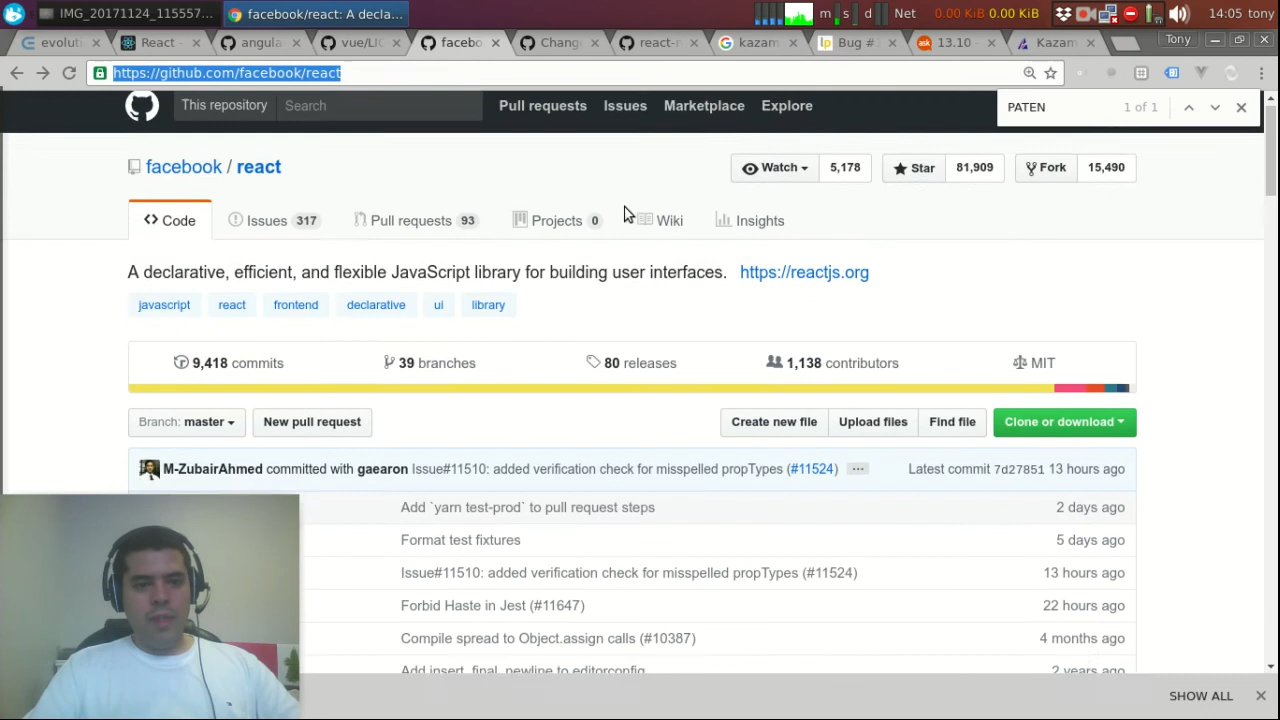 IMG_20171124_115557...
facebook/react: A decla...
m s d Net 0.00 KiB 0.00 KiB 14:05 tony
evoluti
React -
angula
vue/LI
facebo
Chang
react-n
kazam
Bug #
13.10 -
Kazam
Tony
https://github.com/facebook/react
This repository Search Pull requests Issues Marketplace Explore
PATEN 1 of 1
facebook / react
Watch 5,178 Star 81,909 Fork 15,490
Code Issues 317 Pull requests 93 Projects 0 Wiki Insights
A declarative, efficient, and flexible JavaScript library for building user interfaces. https://reactjs.org
javascript react frontend declarative ui library
9,418 commits 39 branches 80 releases 1,138 contributors MIT
Branch: master New pull request Create new file Upload files Find file Clone or download
M-ZubairAhmed committed with gaearon Issue#11510: added verification check for misspelled propTypes (#11524) ... Latest commit 7d27851 13 hours ago
Add `yarn test-prod` to pull request steps 2 days ago
Format test fixtures 5 days ago
Issue#11510: added verification check for misspelled propTypes (#11524) 13 hours ago
Forbid Haste in Jest (#11647) 22 hours ago
Compile spread to Object.assign calls (#10387) 4 months ago
Add insert_final_newline to editorconfig 2 years ago
SHOW ALL